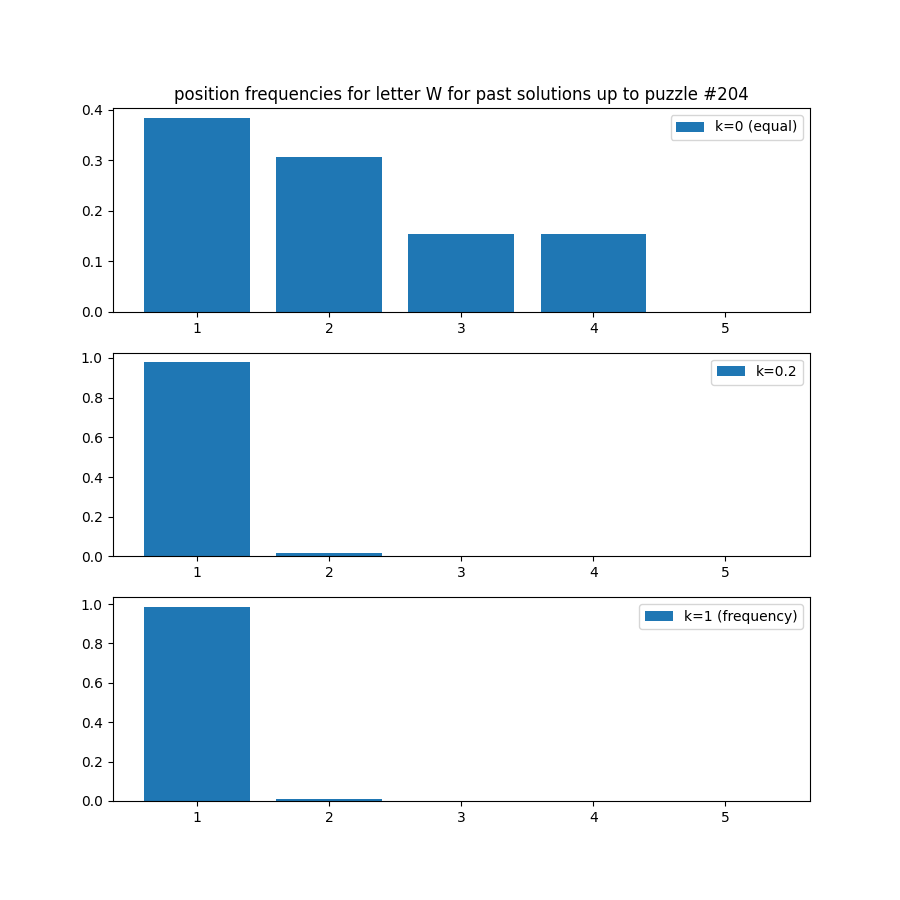 position frequencies for letter W for past solutions up to puzzle #204
0.4
k=0 (equal)
0.3
0.2
0.1
0.0
1 2 3 4 5
1.0
k=0.2
0.8
0.6
0.4
0.2
0.0
1 2 3 4 5
1.0
k=1 (frequency)
0.8
0.6
0.4
0.2
0.0
1 2 3 4 5